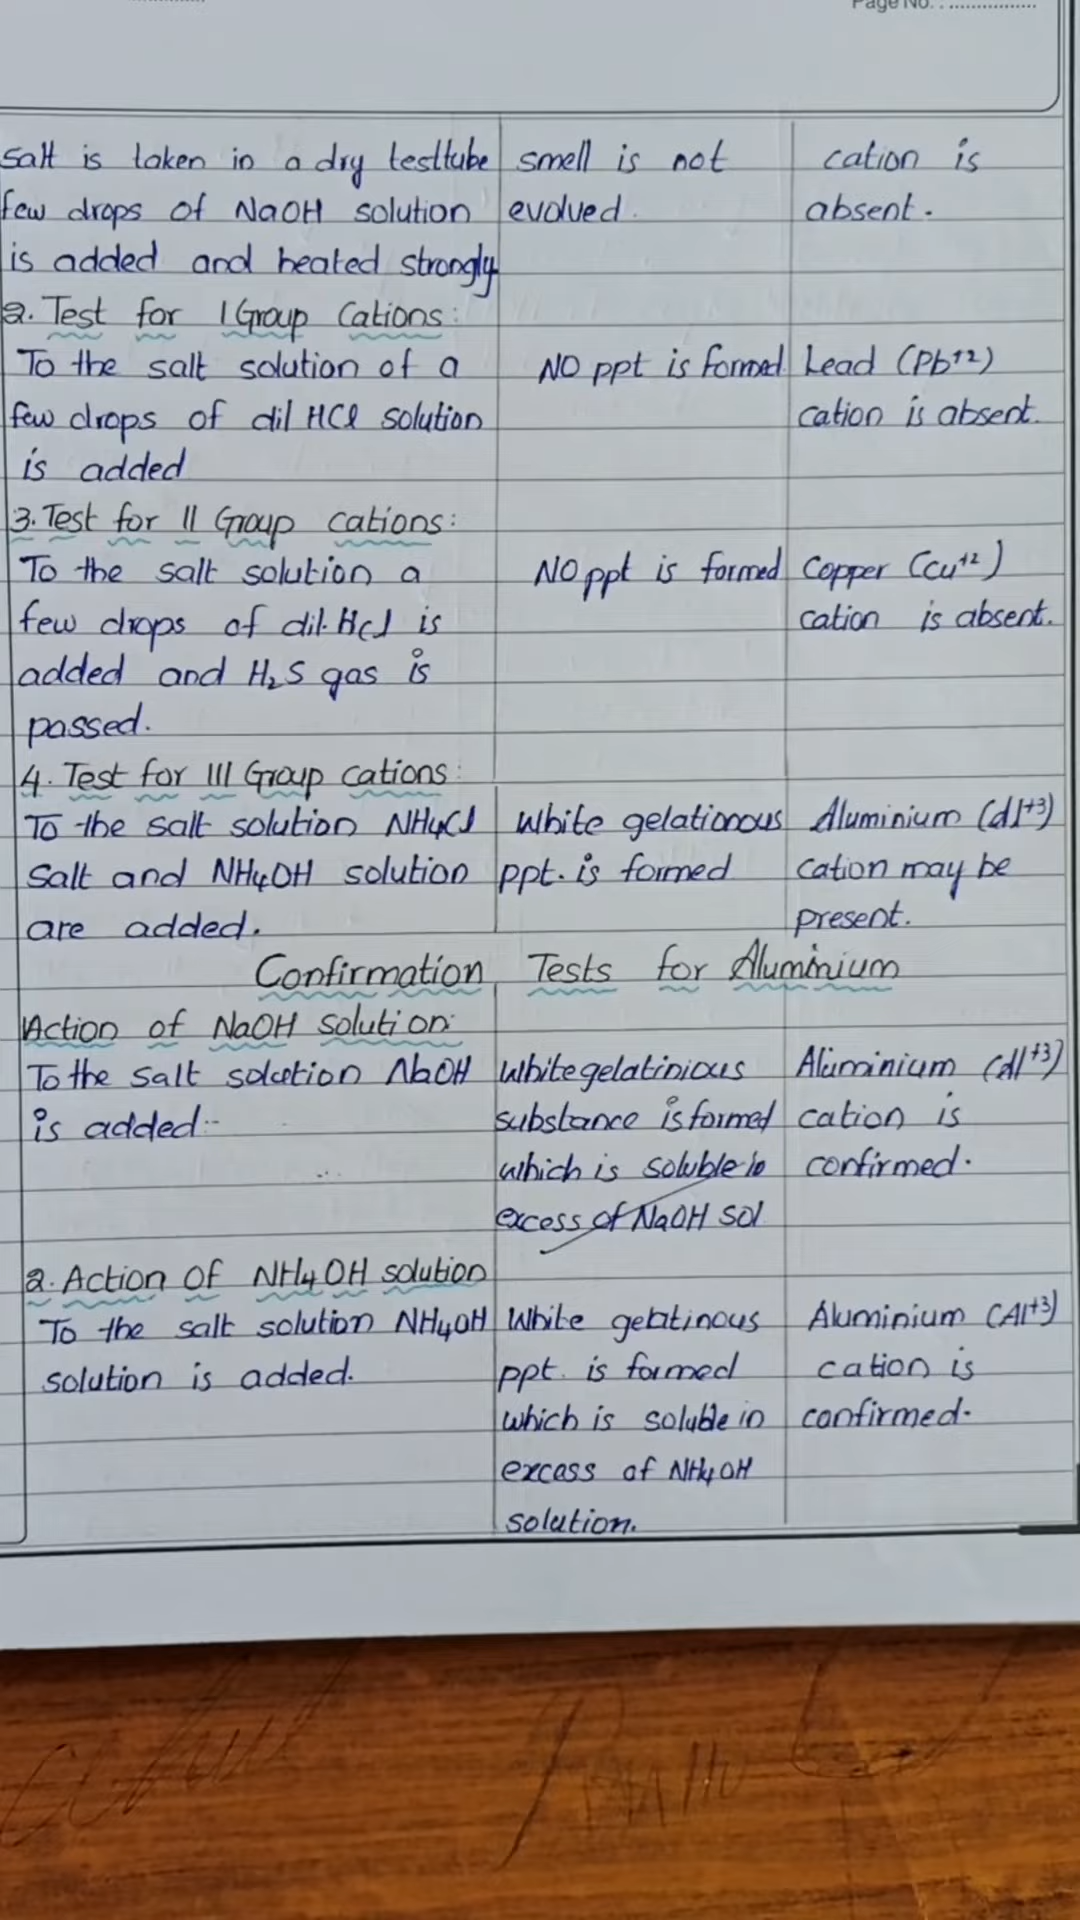 Page No. : ................
salt is taken in a dry testtube | smell is not | cation is
few drops of NaOH solution | evolved. | absent.
is added and heated strongly
2. Test for I Group Cations:
To the salt solution of a | NO ppt is formed | Lead (Pb+2)
few drops of dil HCl solution | cation is absent.
is added
3. Test for II Group cations:
To the salt solution a | NO ppt is formed | Copper (Cu+2)
few drops of dil. HCl is | cation is absent.
added and H₂S gas is
passed.
4. Test for III Group cations:
To the salt solution NH4Cl | White gelationous | Aluminium (Al+3)
Salt and NH4OH solution | ppt. is formed | cation may be
are added. | present.
Confirmation Tests for Aluminium
Action of NaOH solution:
To the salt solution NaOH | White gelatinious | Aluminium (Al+3)
is added | substance is formed | cation is
which is soluble in | confirmed.
excess of NaOH sol
2. Action of NH4OH solution
To the salt solution NH4OH | White gelatinous | Aluminium (Al+3)
solution is added. | ppt. is formed | cation is
which is soluble in | confirmed.
excess of NH4OH
solution.